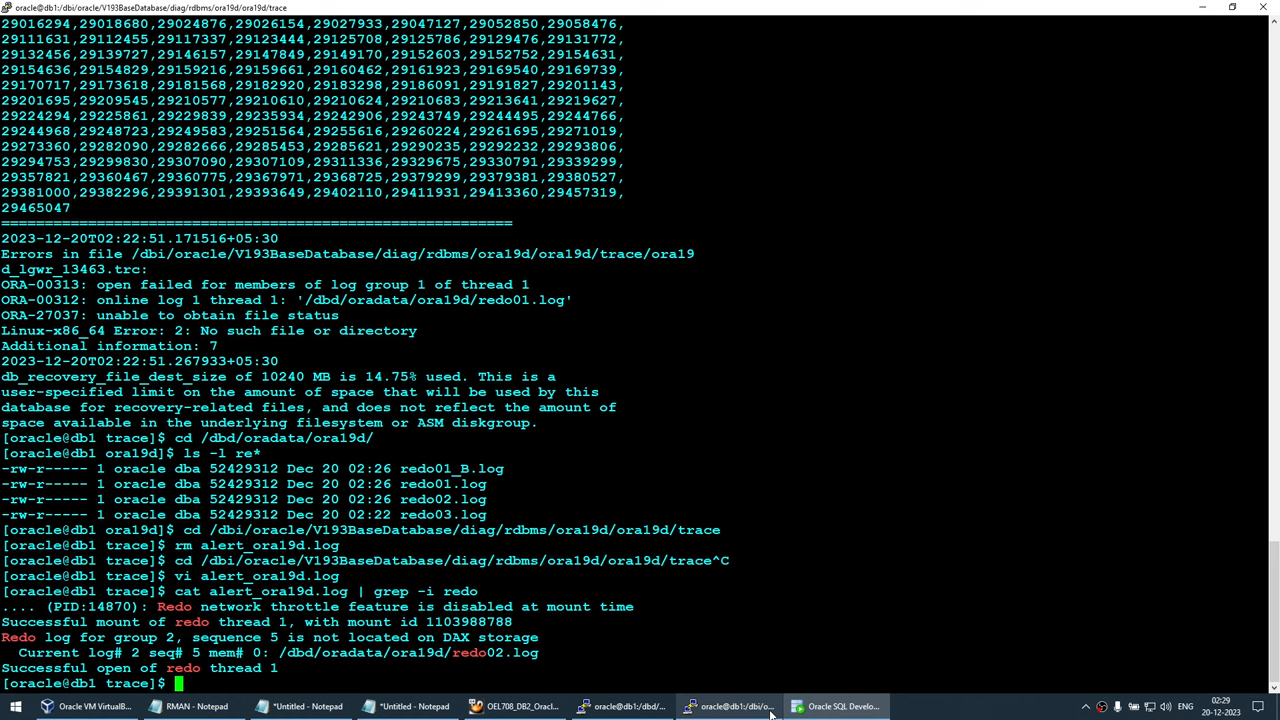 oracle@db1:/dbi/oracle/V193BaseDatabase/diag/rdbms/ora19d/ora19d/trace
29016294,29018680,29024876,29026154,29027933,29047127,29052850,29058476,
29111631,29112455,29117337,29123444,29125708,29125786,29129476,29131772,
29132456,29139727,29146157,29147849,29149170,29152603,29152752,29154631,
29154636,29154829,29159216,29159661,29160462,29161923,29169540,29169739,
29170717,29173618,29181568,29182920,29183298,29186091,29191827,29201143,
29201695,29209545,29210577,29210610,29210624,29210683,29213641,29219627,
29224294,29225861,29229839,29235934,29242906,29243749,29244495,29244766,
29244968,29248723,29249583,29251564,29255616,29260224,29261695,29271019,
29273360,29282090,29282666,29285453,29285621,29290235,29292232,29293806,
29294753,29299830,29307090,29307109,29311336,29329675,29330791,29339299,
29357821,29360467,29360775,29367971,29368725,29379299,29379381,29380527,
29381000,29382296,29391301,29393649,29402110,29411931,29413360,29457319,
29465047
===========================================================
2023-12-20T02:22:51.171516+05:30
Errors in file /dbi/oracle/V193BaseDatabase/diag/rdbms/ora19d/ora19d/trace/ora19
d_lgwr_13463.trc:
ORA-00313: open failed for members of log group 1 of thread 1
ORA-00312: online log 1 thread 1: '/dbd/oradata/ora19d/redo01.log'
ORA-27037: unable to obtain file status
Linux-x86_64 Error: 2: No such file or directory
Additional information: 7
2023-12-20T02:22:51.267933+05:30
db_recovery_file_dest_size of 10240 MB is 14.75% used. This is a
user-specified limit on the amount of space that will be used by this
database for recovery-related files, and does not reflect the amount of
space available in the underlying filesystem or ASM diskgroup.
[oracle@db1 trace]$ cd /dbd/oradata/ora19d/
[oracle@db1 ora19d]$ ls -l re*
-rw-r----- 1 oracle dba 52429312 Dec 20 02:26 redo01_B.log
-rw-r----- 1 oracle dba 52429312 Dec 20 02:26 redo01.log
-rw-r----- 1 oracle dba 52429312 Dec 20 02:26 redo02.log
-rw-r----- 1 oracle dba 52429312 Dec 20 02:22 redo03.log
[oracle@db1 ora19d]$ cd /dbi/oracle/V193BaseDatabase/diag/rdbms/ora19d/ora19d/trace
[oracle@db1 trace]$ rm alert_ora19d.log
[oracle@db1 trace]$ cd /dbi/oracle/V193BaseDatabase/diag/rdbms/ora19d/ora19d/trace^C
[oracle@db1 trace]$ vi alert_ora19d.log
[oracle@db1 trace]$ cat alert_ora19d.log | grep -i redo
.... (PID:14870): Redo network throttle feature is disabled at mount time
Successful mount of redo thread 1, with mount id 1103988788
Redo log for group 2, sequence 5 is not located on DAX storage
  Current log# 2 seq# 5 mem# 0: /dbd/oradata/ora19d/redo02.log
Successful open of redo thread 1
[oracle@db1 trace]$
Oracle VM VirtualB... RMAN - Notepad *Untitled - Notepad *Untitled - Notepad OEL708_DB2_Oracl... oracle@db1:/dbd/... oracle@db1:/dbi/o... Oracle SQL Develo... ENG 02:29
20-12-2023